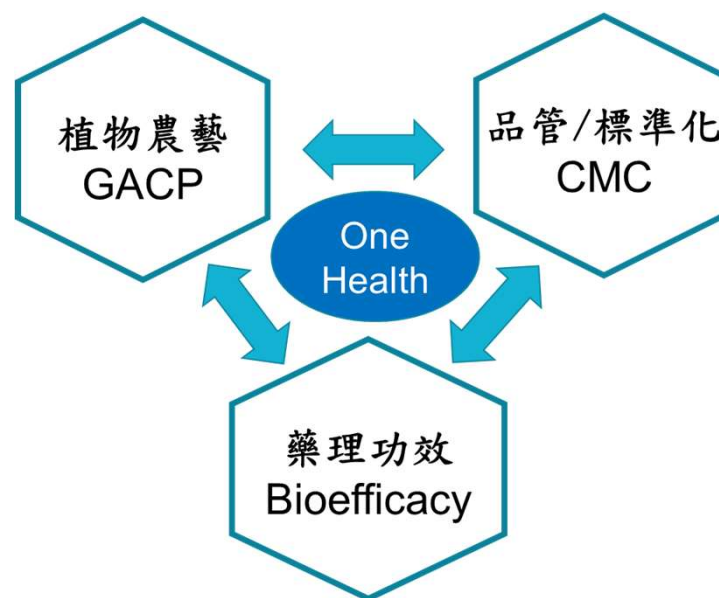 植物農藝
GACP
品管/標準化
CMC
One
Health
藥理功效
Bioefficacy